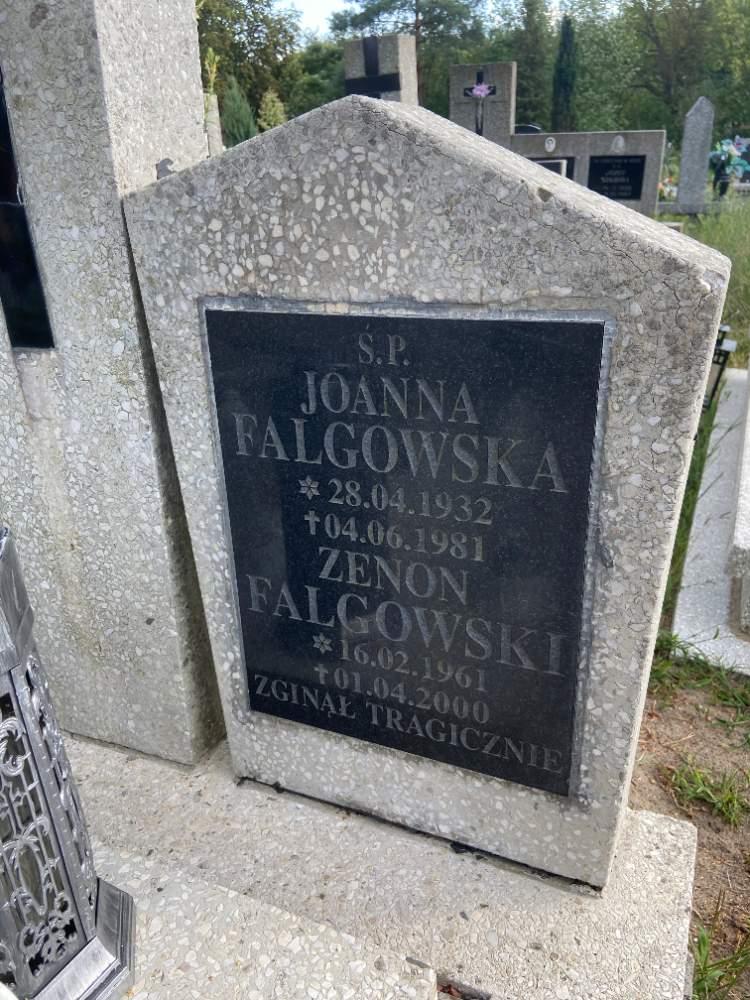 Ś.P.
JOANNA
FALGOWSKA
* 28.04.1932
† 04.06.1981
ZENON
FALGOWSKI
* 16.02.1961
† 01.04.2000
ZGINĄŁ TRAGICZNIE